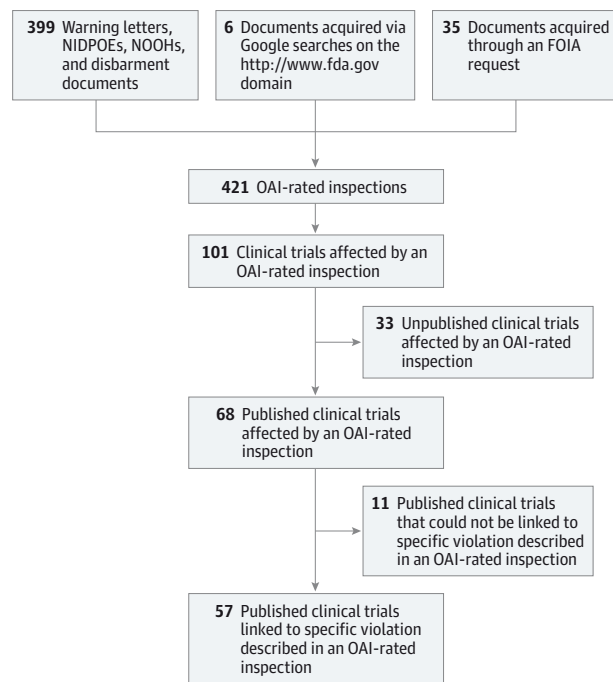 399 Warning letters,
NIDPOEs, NOOHs,
and disbarment
documents
6 Documents acquired via
Google searches on the
http://www.fda.gov
domain
35 Documents acquired
through an FOIA
request
421 OAI-rated inspections
101 Clinical trials affected by an
OAI-rated inspection
33 Unpublished clinical trials
affected by an OAI-rated
inspection
68 Published clinical trials
affected by an OAI-rated
inspection
11 Published clinical trials
that could not be linked to
specific violation described
in an OAI-rated inspection
57 Published clinical trials
linked to specific violation
described in an OAI-rated
inspection